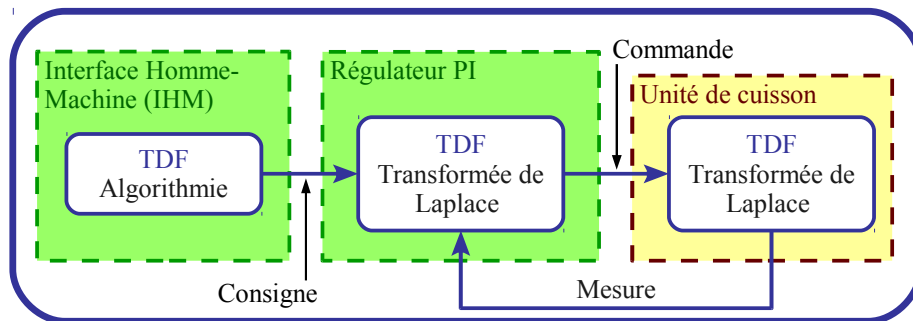 Commande
Interface Homme-
Machine (IHM)
Régulateur PI
Unité de cuisson
TDF
Algorithmie
TDF
Transformée de
Laplace
TDF
Transformée de
Laplace
Consigne
Mesure